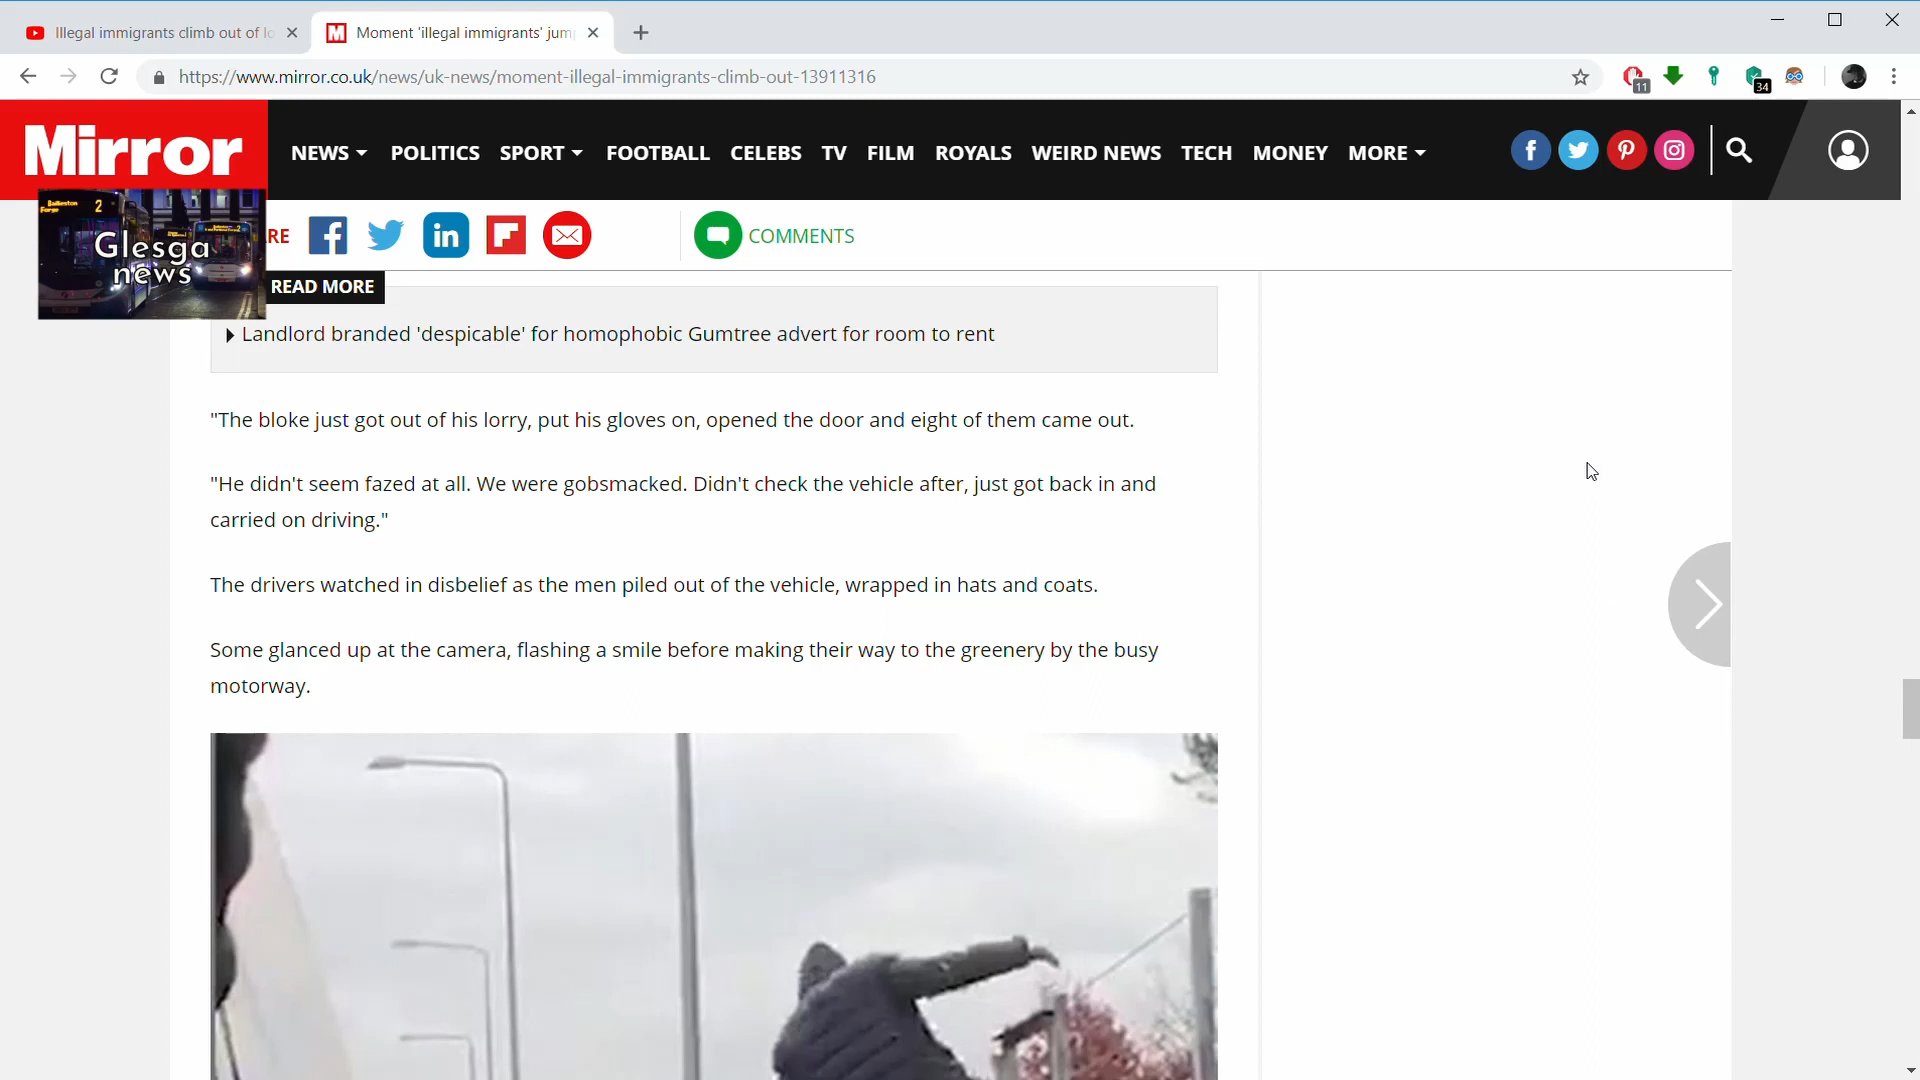 Illegal immigrants climb out of lo
Moment 'illegal immigrants' jum
https://www.mirror.co.uk/news/uk-news/moment-illegal-immigrants-climb-out-13911316
11
34
Mirror
NEWS POLITICS SPORT FOOTBALL CELEBS TV FILM ROYALS WEIRD NEWS TECH MONEY MORE
Baillieston
2
Glesga
news
RE
COMMENTS
READ MORE
Landlord branded 'despicable' for homophobic Gumtree advert for room to rent
"The bloke just got out of his lorry, put his gloves on, opened the door and eight of them came out.
"He didn't seem fazed at all. We were gobsmacked. Didn't check the vehicle after, just got back in and
carried on driving."
The drivers watched in disbelief as the men piled out of the vehicle, wrapped in hats and coats.
Some glanced up at the camera, flashing a smile before making their way to the greenery by the busy
motorway.